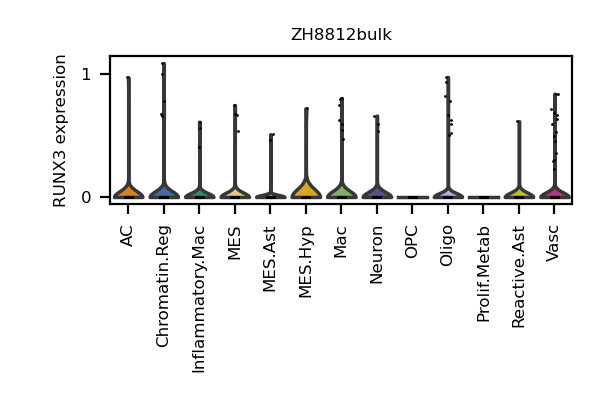 ZH8812bulk
RUNX3 expression
1
0
AC
Chromatin.Reg
Inflammatory.Mac
MES
MES.Ast
MES.Hyp
Mac
Neuron
OPC
Oligo
Prolif.Metab
Reactive.Ast
Vasc